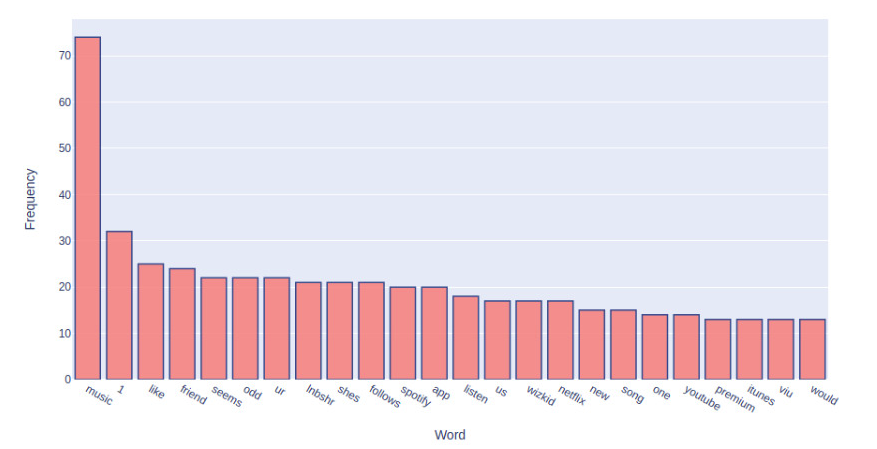 Frequency
70
60
50
40
30
20
10
0
music 1 like friend seems odd ur lnbshr shes follows spotify app listen us wizkid netflix new song one youtube premium itunes viu would
Word